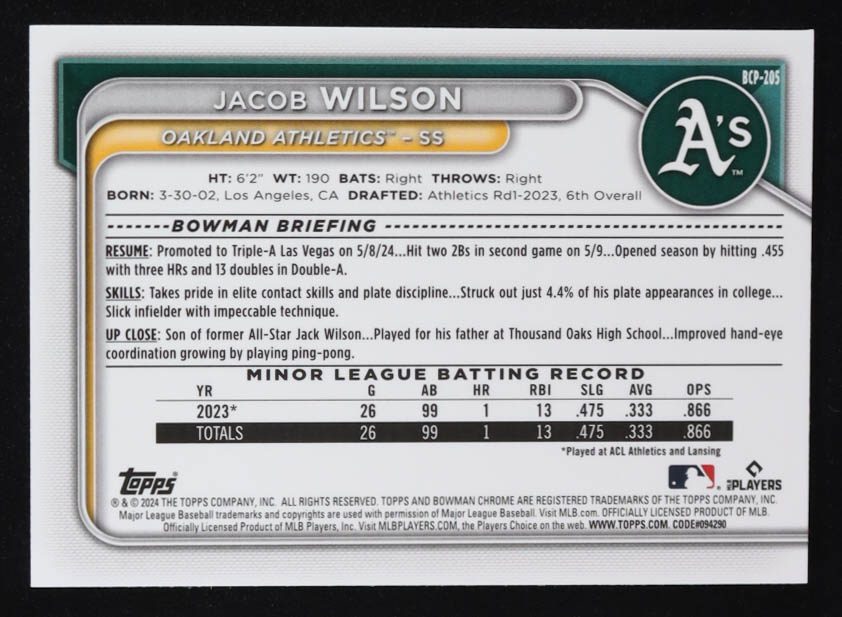 BCP-205
JACOB WILSON
A's™
OAKLAND ATHLETICS™ – SS
HT: 6'2" WT: 190 BATS: Right THROWS: Right
BORN: 3-30-02, Los Angeles, CA DRAFTED: Athletics Rd1-2023, 6th Overall
BOWMAN BRIEFING
RESUME: Promoted to Triple-A Las Vegas on 5/8/24...Hit two 2Bs in second game on 5/9...Opened season by hitting .455
with three HRs and 13 doubles in Double-A.
SKILLS: Takes pride in elite contact skills and plate discipline...Struck out just 4.4% of his plate appearances in college...
Slick infielder with impeccable technique.
UP CLOSE: Son of former All-Star Jack Wilson...Played for his father at Thousand Oaks High School...Improved hand-eye
coordination growing by playing ping-pong.
MINOR LEAGUE BATTING RECORD
YR G AB HR RBI SLG AVG OPS
2023* 26 99 1 13 .475 .333 .866
TOTALS 26 99 1 13 .475 .333 .866
*Played at ACL Athletics and Lansing
Topps®
PLAYERS
® & © 2024 THE TOPPS COMPANY, INC. ALL RIGHTS RESERVED. TOPPS AND BOWMAN CHROME ARE REGISTERED TRADEMARKS OF THE TOPPS COMPANY, INC.
Major League Baseball trademarks and copyrights are used with permission of Major League Baseball. Visit MLB.com. OFFICIALLY LICENSED PRODUCT OF MLB.
Officially Licensed Product of MLB Players, Inc. Visit MLBPLAYERS.COM, the Players Choice on the web. WWW.TOPPS.COM. CODE#094290